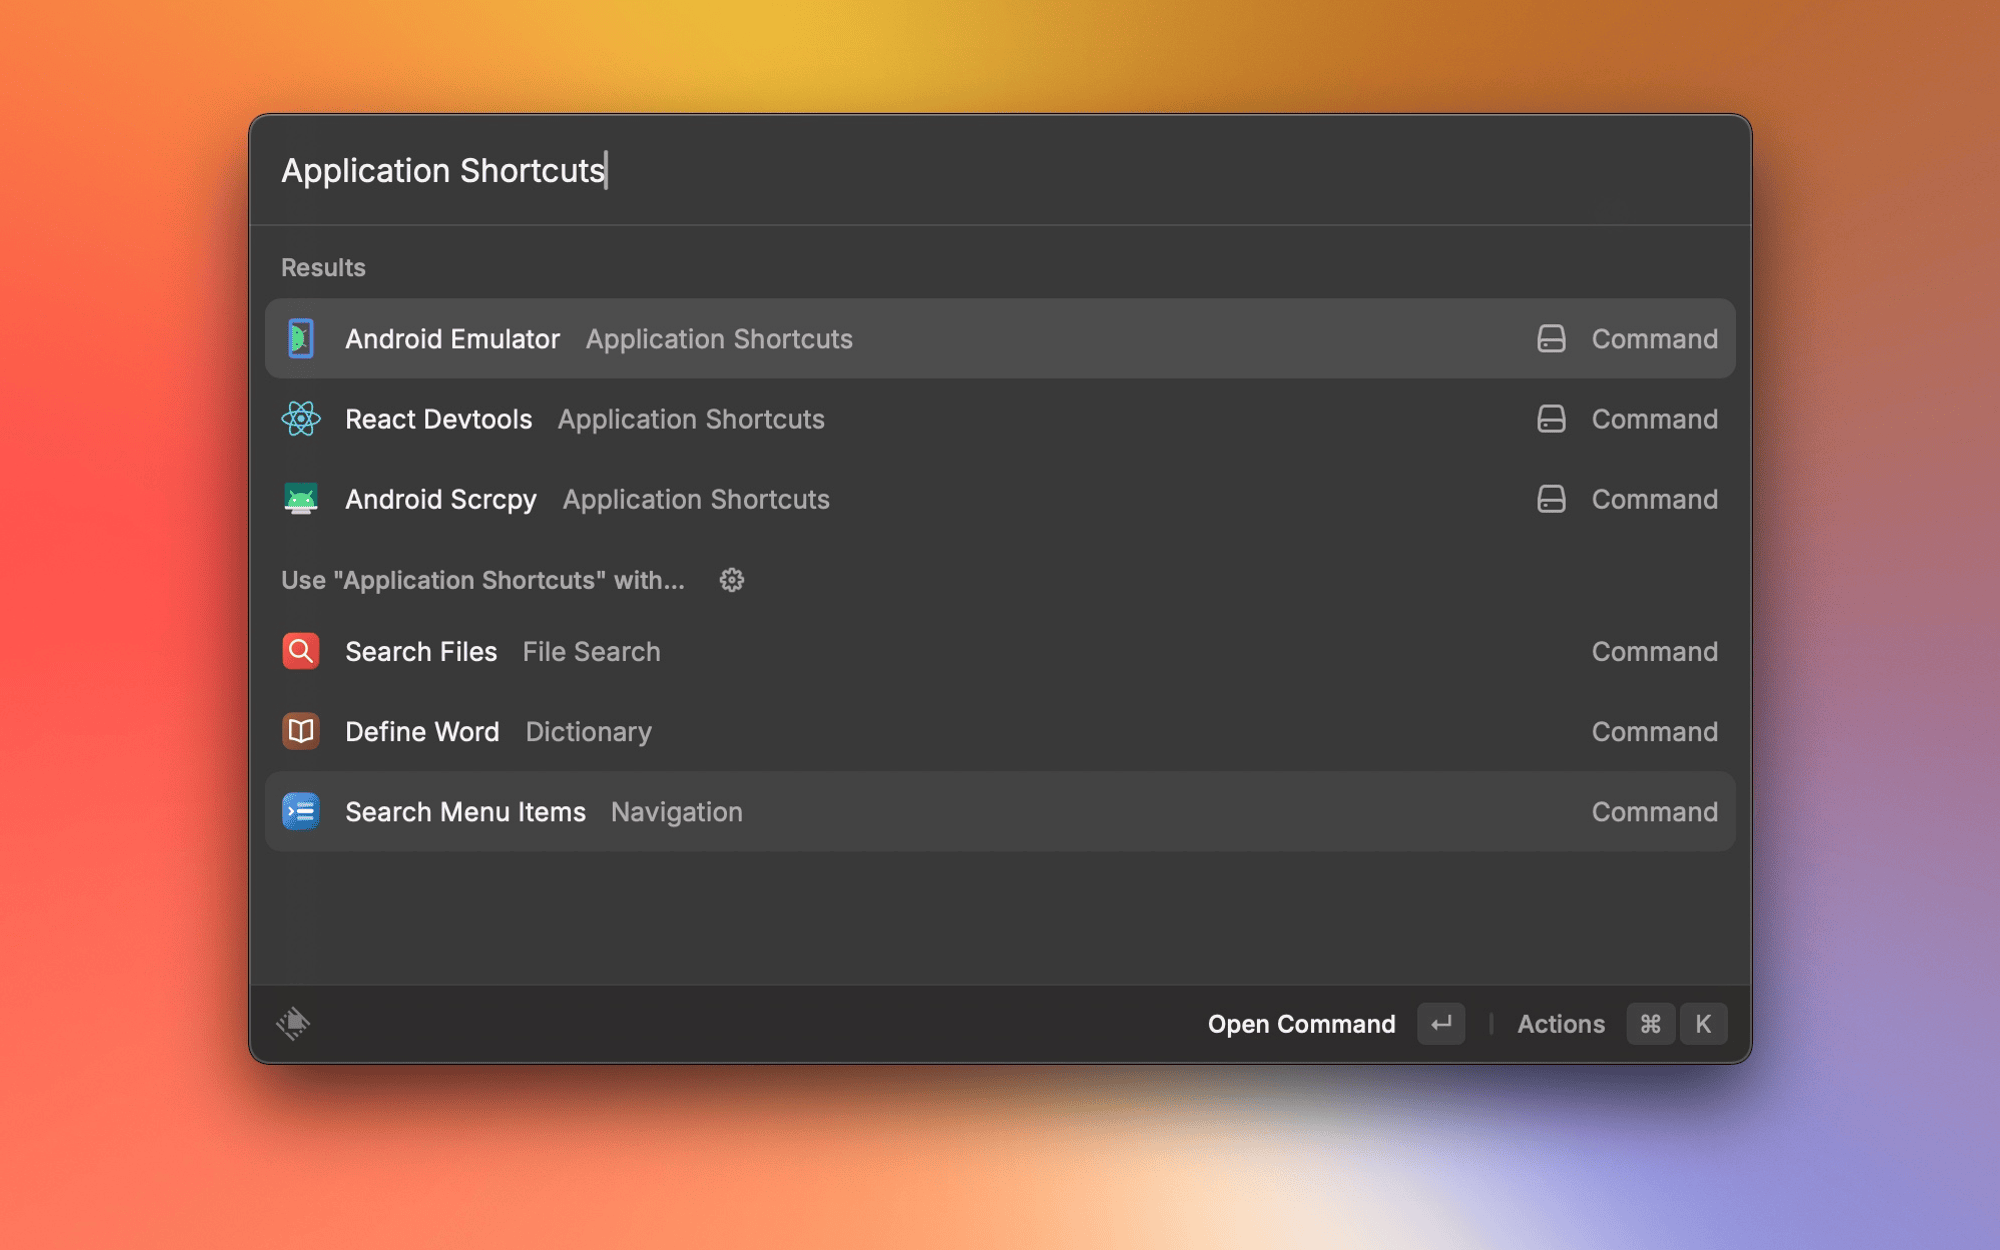 Application Shortcuts
Results
Android Emulator Application Shortcuts Command
React Devtools Application Shortcuts Command
Android Scrcpy Application Shortcuts Command
Use "Application Shortcuts" with...
Search Files File Search Command
Define Word Dictionary Command
Search Menu Items Navigation Command
Open Command ↵ Actions ⌘ K